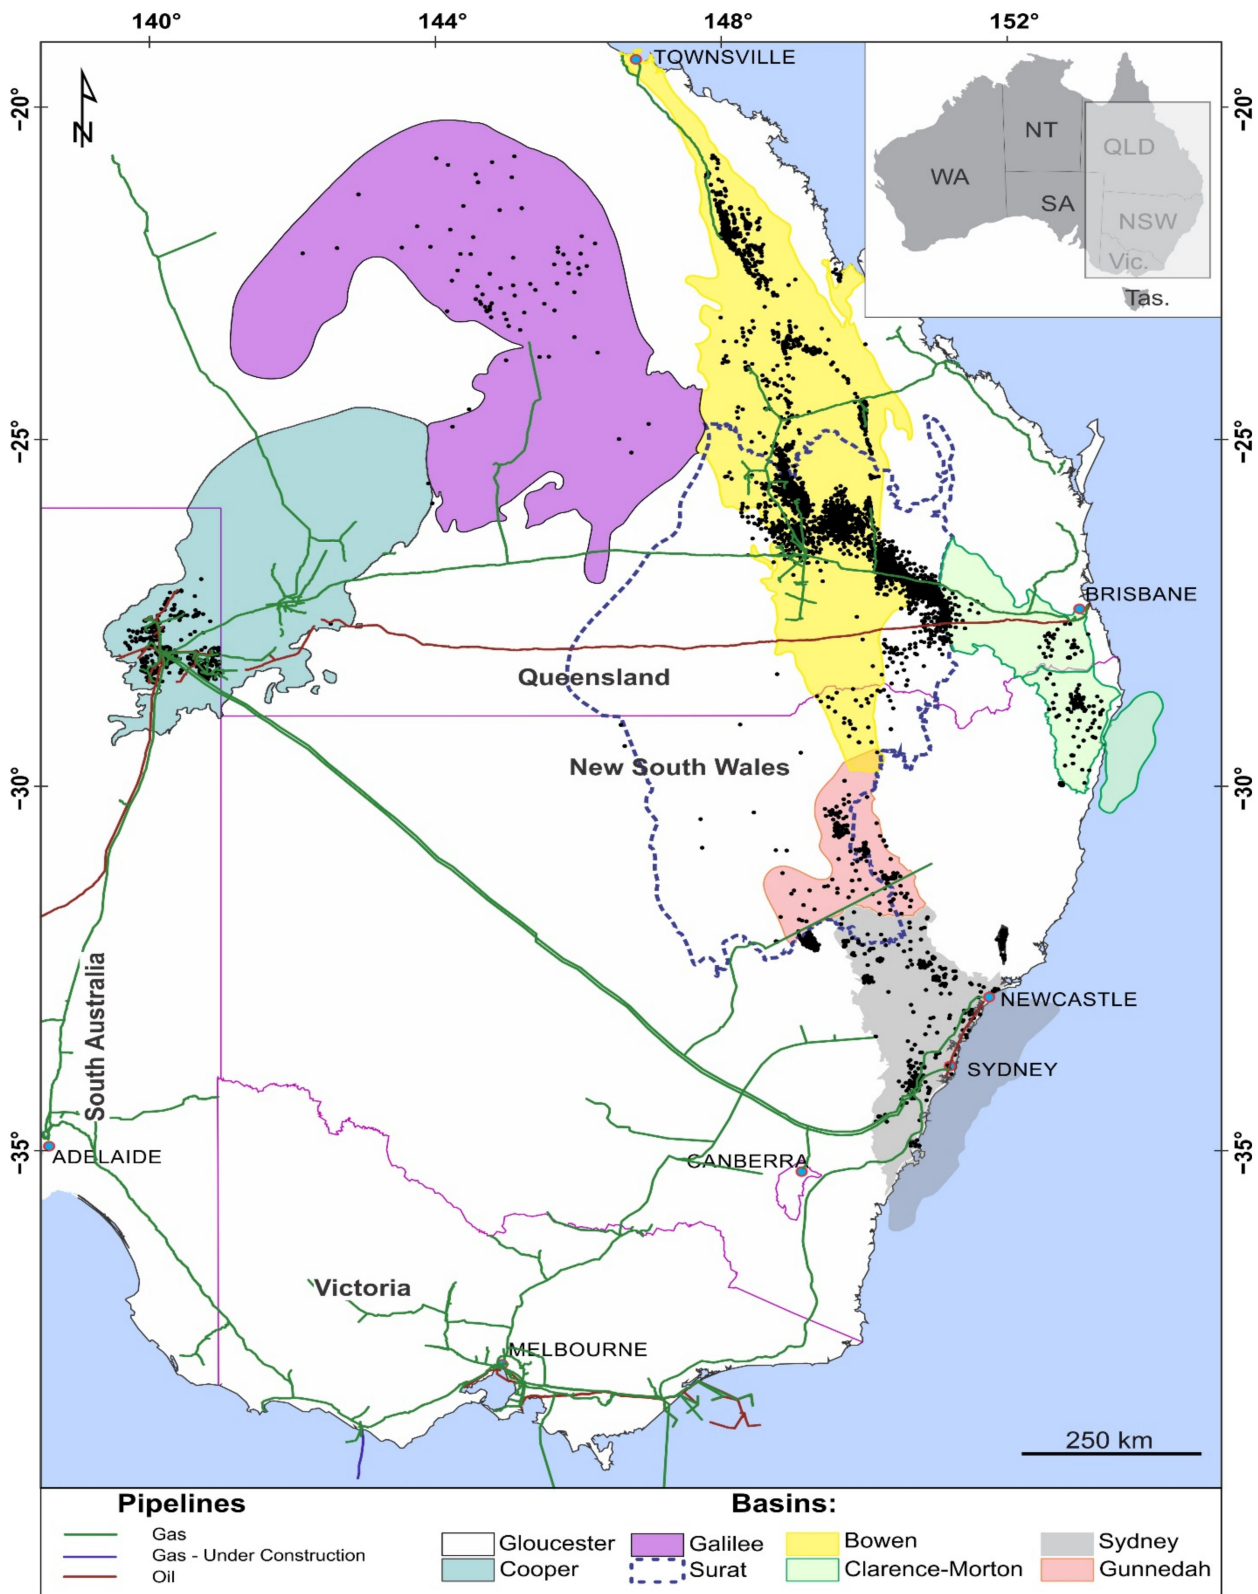 140° 144° 148° 152°
TOWNSVILLE
-20° -20°
N
NT
QLD
WA
SA
NSW
Vic.
Tas.
-25° -25°
BRISBANE
Queensland
New South Wales
-30° -30°
South Australia
NEWCASTLE
SYDNEY
-35° -35°
ADELAIDE
CANBERRA
Victoria
MELBOURNE
250 km
Pipelines
Gas
Gas - Under Construction
Oil
Basins:
Gloucester Galilee Bowen Sydney
Cooper Surat Clarence-Morton Gunnedah